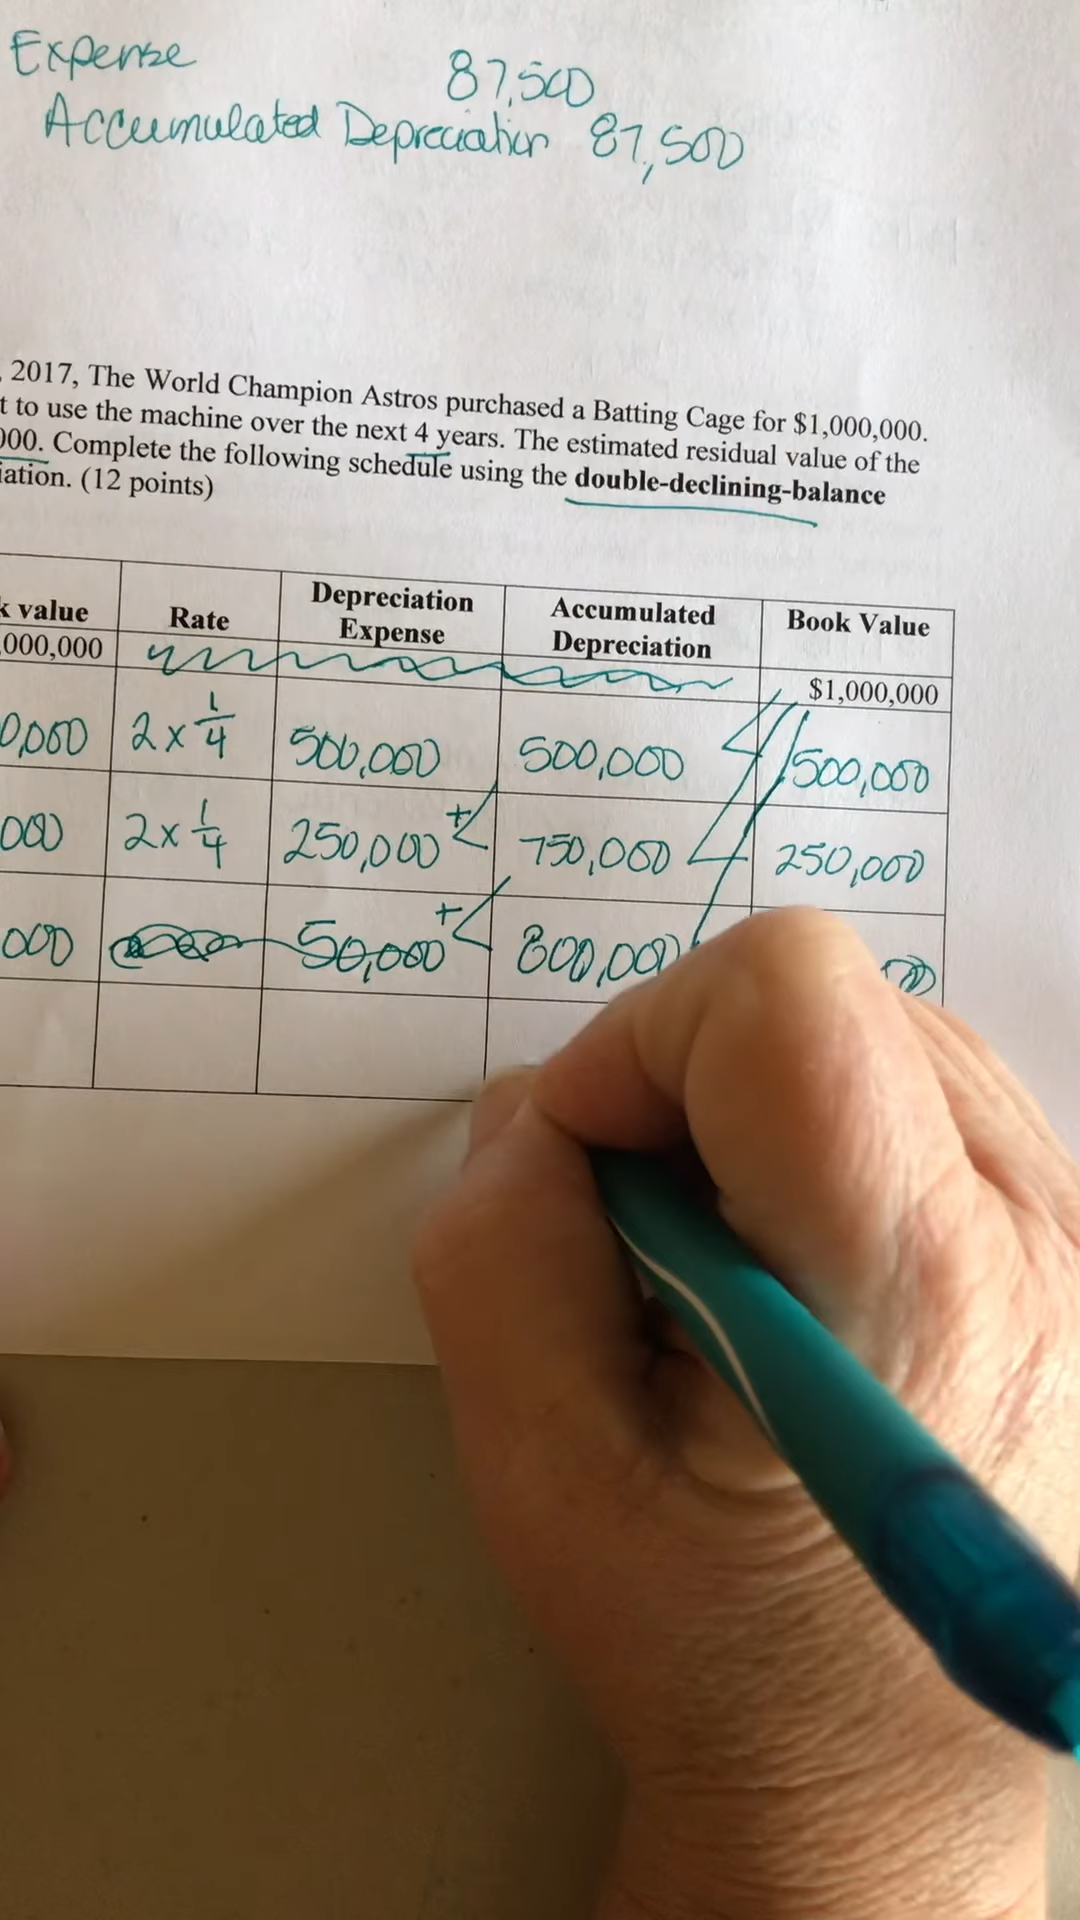 Expense 87,500
Accumulated Depreciation 87,500
2017, The World Champion Astros purchased a Batting Cage for $1,000,000.
t to use the machine over the next 4 years. The estimated residual value of the
000. Complete the following schedule using the double-declining-balance
iation. (12 points)
k value Rate Depreciation Expense Accumulated Depreciation Book Value
,000,000 $1,000,000
0,000 2 x 1/4 500,000 500,000 500,000
000 2 x 1/4 250,000 + 750,000 250,000
000 50,000 + 800,000